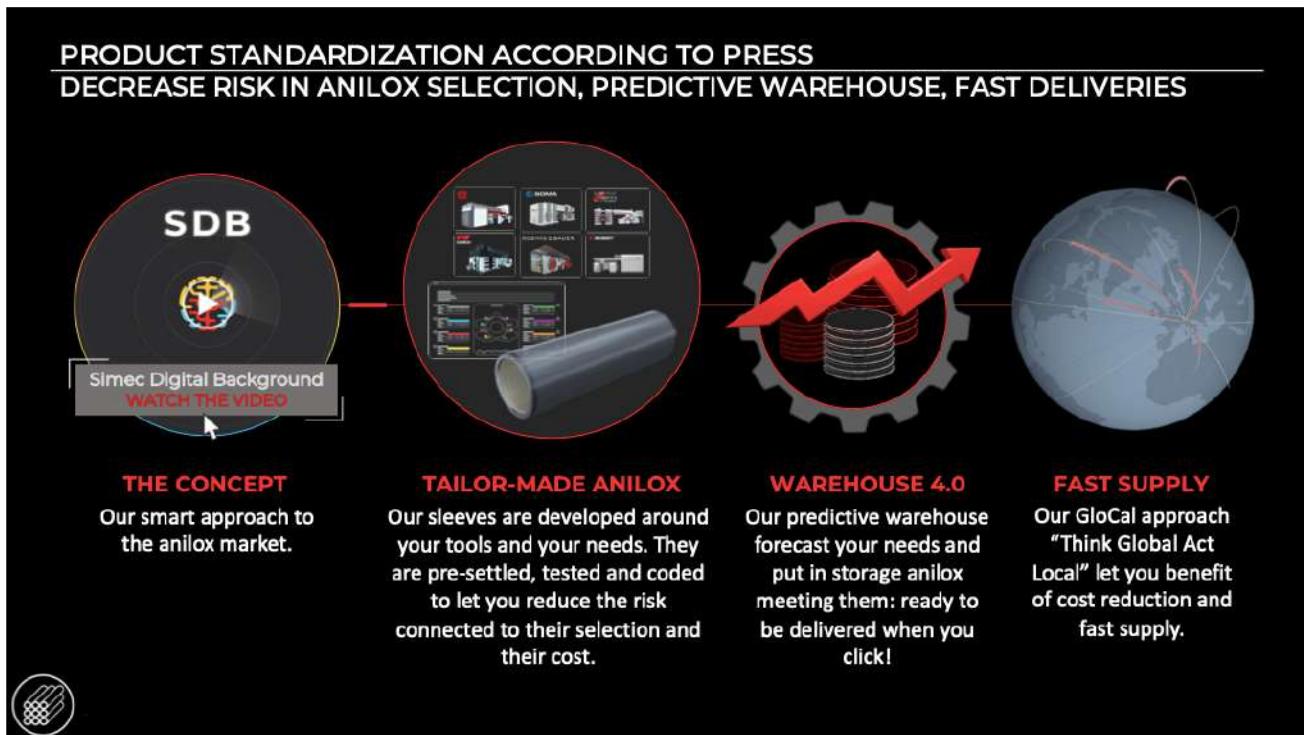 PRODUCT STANDARDIZATION ACCORDING TO PRESS
DECREASE RISK IN ANILOX SELECTION, PREDICTIVE WAREHOUSE, FAST DELIVERIES
SDB
Simec Digital Background
WATCH THE VIDEO
SOMA
THE CONCEPT
Our smart approach to
the anilox market.
TAILOR-MADE ANILOX
Our sleeves are developed around
your tools and your needs. They
are pre-settled, tested and coded
to let you reduce the risk
connected to their selection and
their cost.
WAREHOUSE 4.0
Our predictive warehouse
forecast your needs and
put in storage anilox
meeting them: ready to
be delivered when you
click!
FAST SUPPLY
Our GloCal approach
“Think Global Act
Local” let you benefit
of cost reduction and
fast supply.